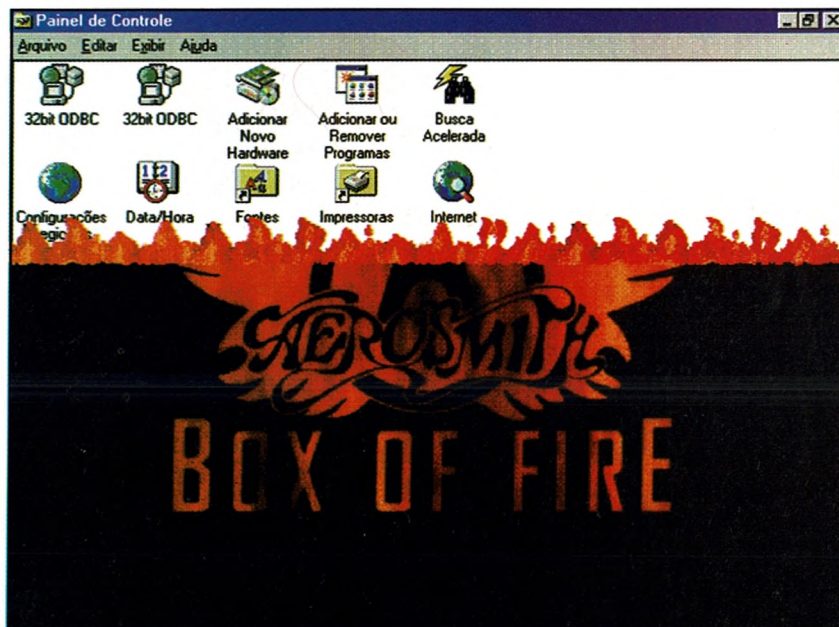 Painel de Controle
Arquivo Editar Exibir Ajuda
32bit ODBC
32bit ODBC
Adicionar
Novo
Hardware
Adicionar ou
Remover
Programas
Busca
Acelerada
Configurações
Data/Hora
Fontes
Impressoras
Internet
AEROSMITH
BOX OF FIRE